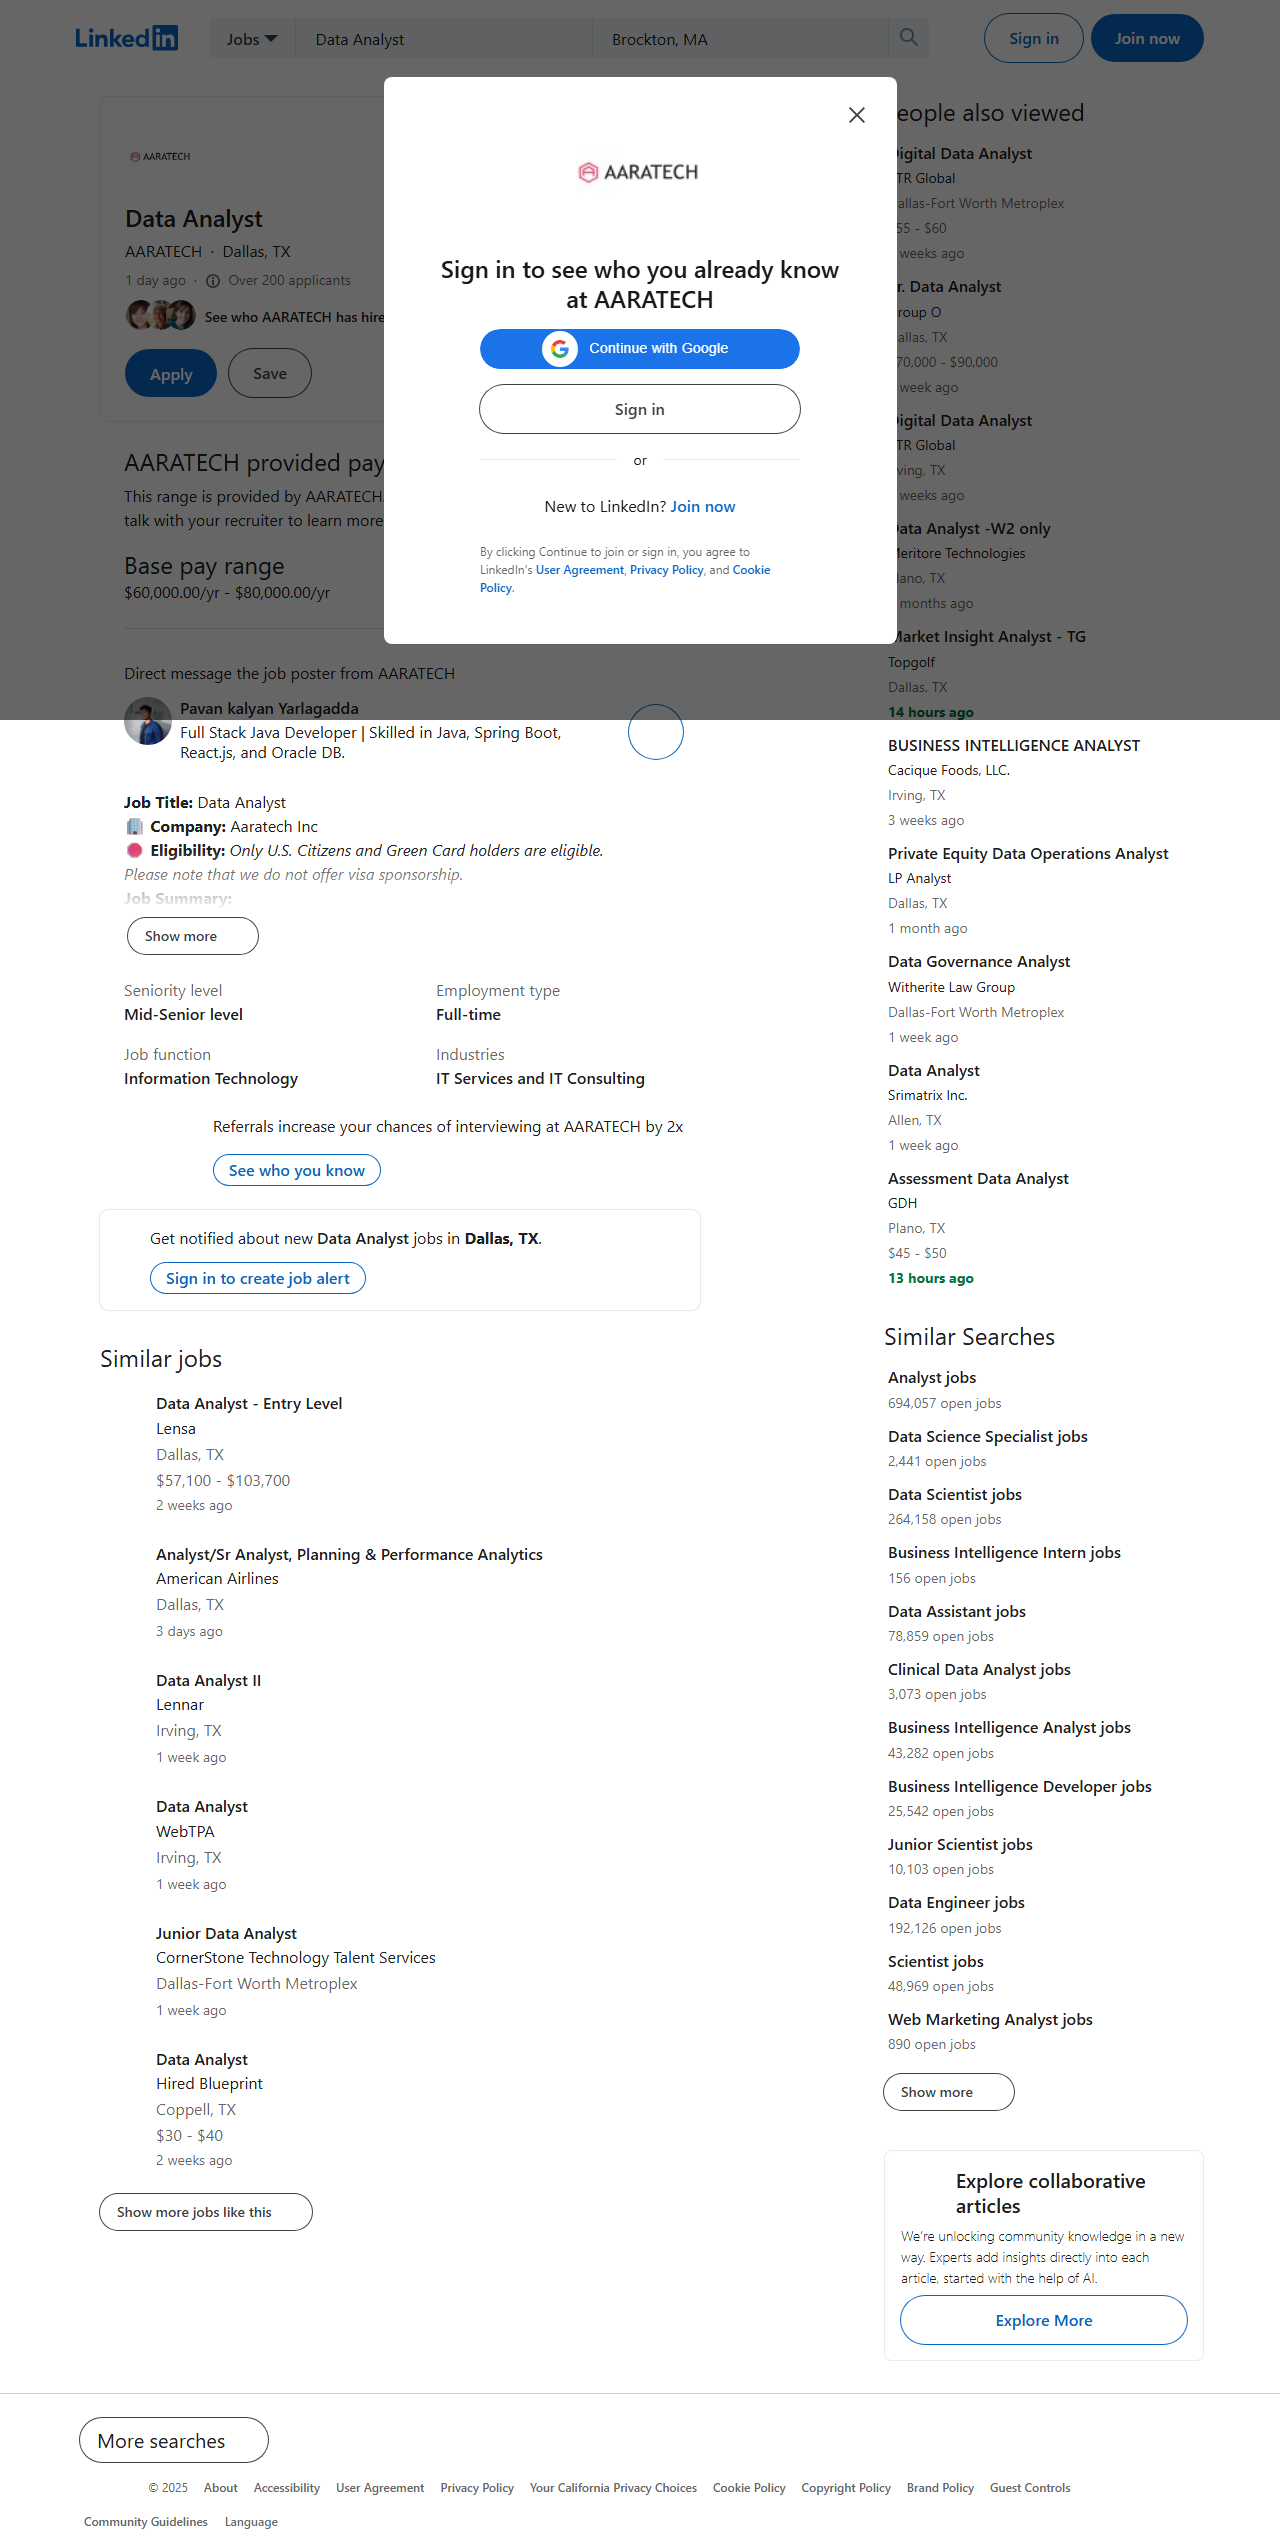 LinkedIn
Jobs
Data Analyst
Brockton, MA
Sign in
Join now
AARATECH
Data Analyst
AARATECH · Dallas, TX
1 day ago · Over 200 applicants
See who AARATECH has hire
Apply
Save
AARATECH provided pay
This range is provided by AARATECH.
talk with your recruiter to learn more
Base pay range
$60,000.00/yr - $80,000.00/yr
AARATECH
Sign in to see who you already know
at AARATECH
Continue with Google
Sign in
or
New to LinkedIn? Join now
By clicking Continue to join or sign in, you agree to
LinkedIn's User Agreement, Privacy Policy, and Cookie
Policy.
Direct message the job poster from AARATECH
Pavan kalyan Yarlagadda
Full Stack Java Developer | Skilled in Java, Spring Boot,
React.js, and Oracle DB.
Job Title: Data Analyst
Company: Aaratech Inc
Eligibility: Only U.S. Citizens and Green Card holders are eligible.
Please note that we do not offer visa sponsorship.
Job Summary:
Show more
Seniority level
Mid-Senior level
Employment type
Full-time
Job function
Information Technology
Industries
IT Services and IT Consulting
Referrals increase your chances of interviewing at AARATECH by 2x
See who you know
Get notified about new Data Analyst jobs in Dallas, TX.
Sign in to create job alert
Similar jobs
Data Analyst - Entry Level
Lensa
Dallas, TX
$57,100 - $103,700
2 weeks ago
Analyst/Sr Analyst, Planning & Performance Analytics
American Airlines
Dallas, TX
3 days ago
Data Analyst II
Lennar
Irving, TX
1 week ago
Data Analyst
WebTPA
Irving, TX
1 week ago
Junior Data Analyst
CornerStone Technology Talent Services
Dallas-Fort Worth Metroplex
1 week ago
Data Analyst
Hired Blueprint
Coppell, TX
$30 - $40
2 weeks ago
Show more jobs like this
eople also viewed
igital Data Analyst
TR Global
allas-Fort Worth Metroplex
55 - $60
weeks ago
r. Data Analyst
roup O
allas, TX
70,000 - $90,000
week ago
igital Data Analyst
TR Global
ving, TX
weeks ago
ata Analyst -W2 only
eritore Technologies
lano, TX
months ago
Market Insight Analyst - TG
Topgolf
Dallas, TX
14 hours ago
BUSINESS INTELLIGENCE ANALYST
Cacique Foods, LLC.
Irving, TX
3 weeks ago
Private Equity Data Operations Analyst
LP Analyst
Dallas, TX
1 month ago
Data Governance Analyst
Witherite Law Group
Dallas-Fort Worth Metroplex
1 week ago
Data Analyst
Srimatrix Inc.
Allen, TX
1 week ago
Assessment Data Analyst
GDH
Plano, TX
$45 - $50
13 hours ago
Similar Searches
Analyst jobs
694,057 open jobs
Data Science Specialist jobs
2,441 open jobs
Data Scientist jobs
264,158 open jobs
Business Intelligence Intern jobs
156 open jobs
Data Assistant jobs
78,859 open jobs
Clinical Data Analyst jobs
3,073 open jobs
Business Intelligence Analyst jobs
43,282 open jobs
Business Intelligence Developer jobs
25,542 open jobs
Junior Scientist jobs
10,103 open jobs
Data Engineer jobs
192,126 open jobs
Scientist jobs
48,969 open jobs
Web Marketing Analyst jobs
890 open jobs
Show more
Explore collaborative
articles
We're unlocking community knowledge in a new
way. Experts add insights directly into each
article, started with the help of AI.
Explore More
More searches
© 2025 About Accessibility User Agreement Privacy Policy Your California Privacy Choices Cookie Policy Copyright Policy Brand Policy Guest Controls
Community Guidelines Language